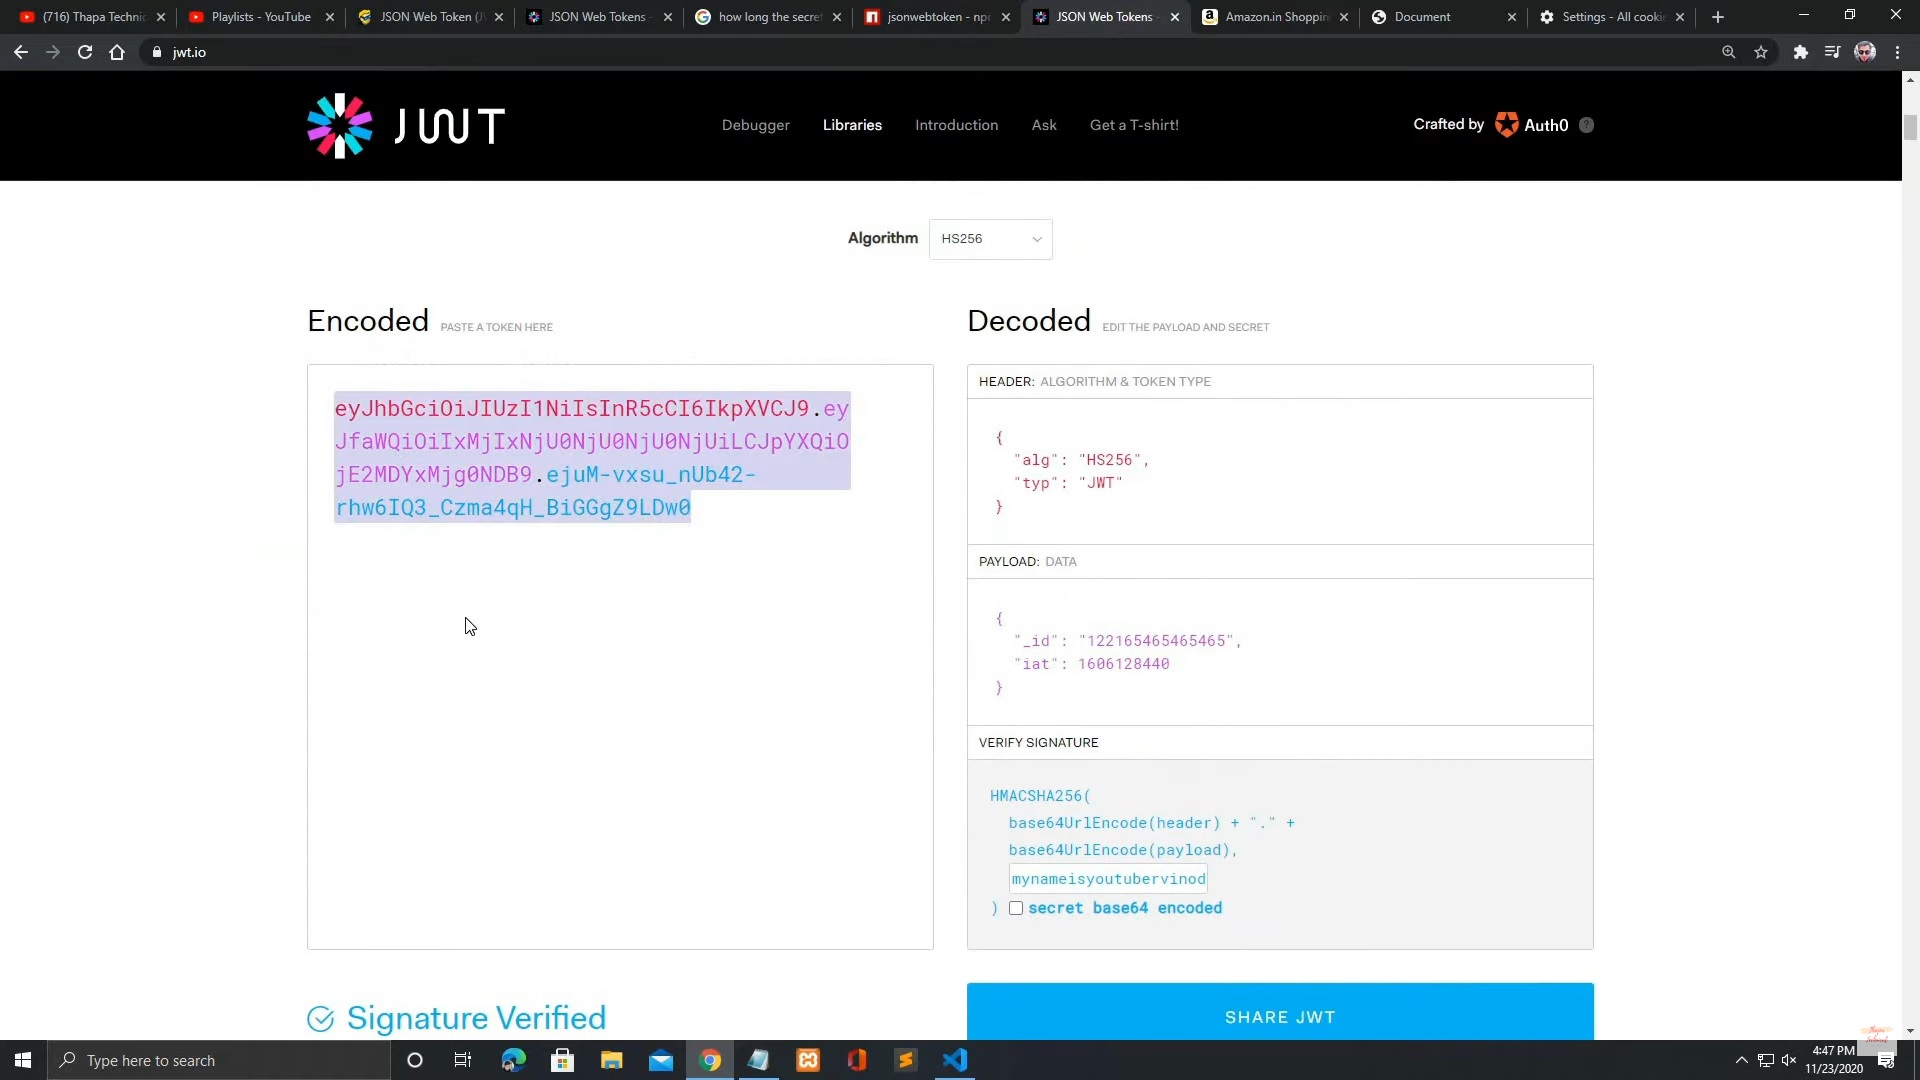 (716) Thapa Technic
Playlists - YouTube
JSON Web Token (J
JSON Web Tokens -
how long the secret
jsonwebtoken - npm
JSON Web Tokens -
Amazon.in Shoppin
Document
Settings - All cookie
jwt.io
JWT
Debugger
Libraries
Introduction
Ask
Get a T-shirt!
Crafted by Auth0 ?
Algorithm HS256
Encoded PASTE A TOKEN HERE
eyJhbGciOiJIUzI1NiIsInR5cCI6IkpXVCJ9.ey
JfaWQiOiIxMjIxNjU0NjU0NjU0NjUiLCJpYXQiO
jE2MDYxMjg0NDB9.ejuM-vxsu_nUb42-
rhw6IQ3_Czma4qH_BiGGgZ9LDw0
Decoded EDIT THE PAYLOAD AND SECRET
HEADER: ALGORITHM & TOKEN TYPE
{
"alg": "HS256",
"typ": "JWT"
}
PAYLOAD: DATA
{
"_id": "122165465465465",
"iat": 1606128440
}
VERIFY SIGNATURE
HMACSHA256(
base64UrlEncode(header) + "." +
base64UrlEncode(payload),
mynameisyoutubervinod
) secret base64 encoded
Signature Verified
SHARE JWT
Type here to search
4:47 PM
11/23/2020